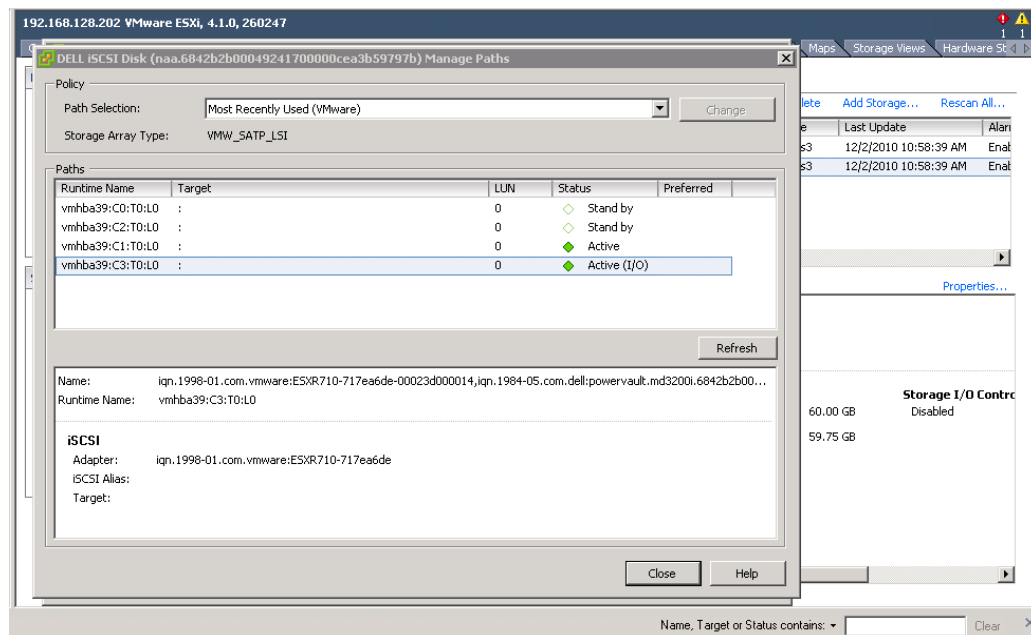 192.168.128.202 VMware ESXi, 4.1.0, 260247
1 1
Maps Storage Views Hardware St
DELL iSCSI Disk (naa.6842b2b00049241700000cea3b59797b) Manage Paths
Policy
Path Selection: Most Recently Used (VMware) Change
Storage Array Type: VMW_SATP_LSI
lete Add Storage... Rescan All...
e Last Update Alarn
s3 12/2/2010 10:58:39 AM Enab
s3 12/2/2010 10:58:39 AM Enab
Paths
Runtime Name Target LUN Status Preferred
vmhba39:C0:T0:L0 : 0 Stand by
vmhba39:C2:T0:L0 : 0 Stand by
vmhba39:C1:T0:L0 : 0 Active
vmhba39:C3:T0:L0 : 0 Active (I/O)
Properties...
Refresh
Name: iqn.1998-01.com.vmware:ESXR710-717ea6de-00023d000014,iqn.1984-05.com.dell:powervault.md3200i.6842b2b00...
Runtime Name: vmhba39:C3:T0:L0
Storage I/O Contro
60.00 GB Disabled
59.75 GB
iSCSI
Adapter: iqn.1998-01.com.vmware:ESXR710-717ea6de
iSCSI Alias:
Target:
Close Help
Name, Target or Status contains: Clear